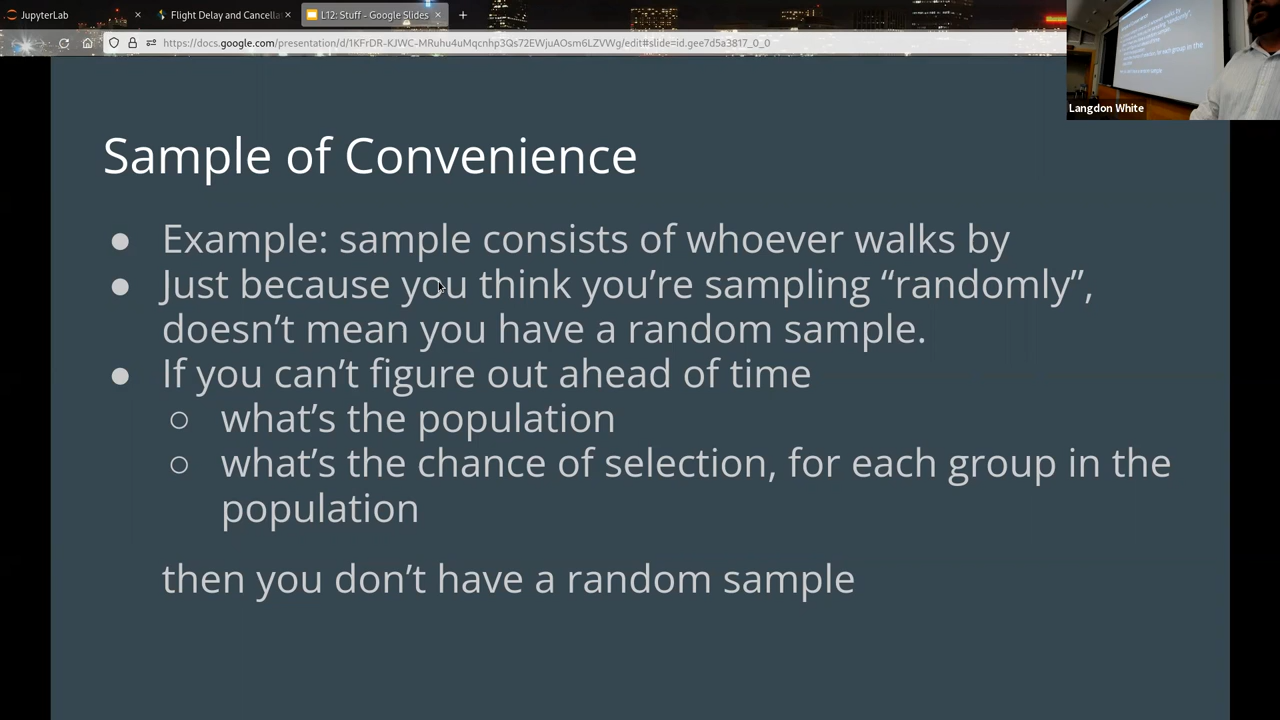 JupyterLab
Flight Delay and Cancella
L12: Stuff - Google Slides
https://docs.google.com/presentation/d/1KFrDR-KJWC-MRuhu4uMqcnhp3Qs72EWjuAOsm6LZVWg/edit#slide=id.gee7d5a3817_0_0
Langdon White
Sample of Convenience
● Example: sample consists of whoever walks by
● Just because you think you’re sampling “randomly”,
doesn’t mean you have a random sample.
● If you can’t figure out ahead of time
○ what’s the population
○ what’s the chance of selection, for each group in the
population
then you don’t have a random sample